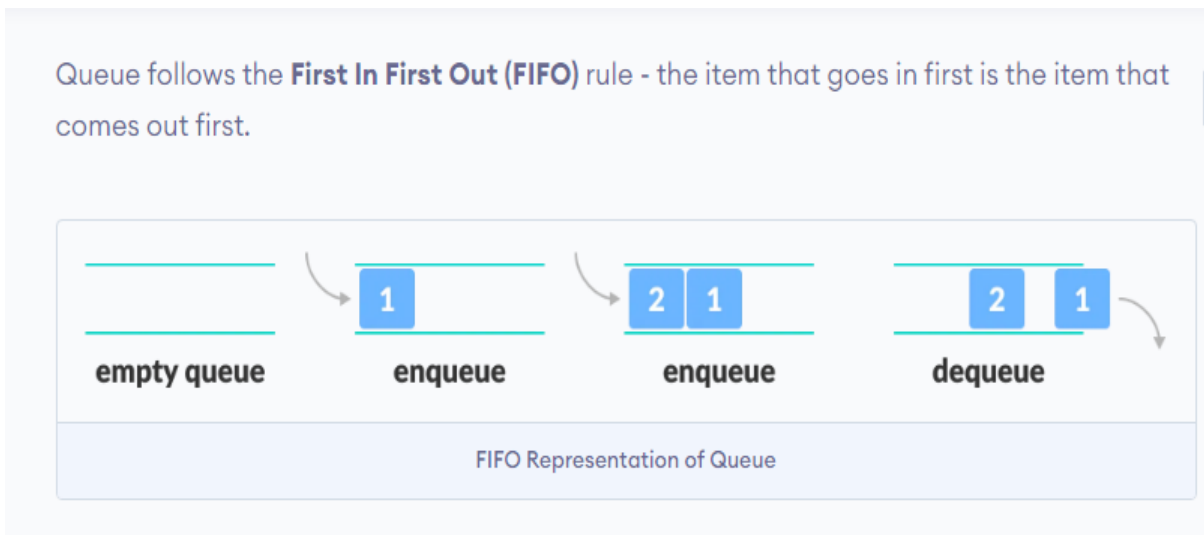 Queue follows the First In First Out (FIFO) rule - the item that goes in first is the item that
comes out first.
1
2 1
2 1
empty queue enqueue enqueue dequeue
FIFO Representation of Queue